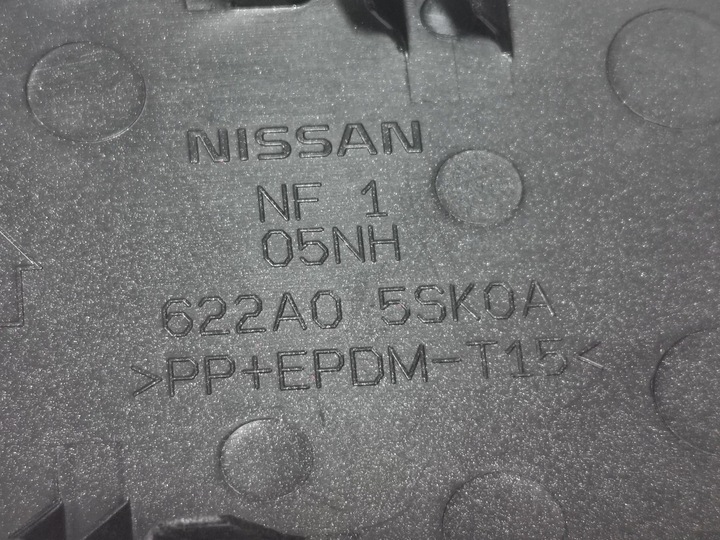 NISSAN
NF 1
05NH
622A0 5SK0A
>PP+EPDM-T15<